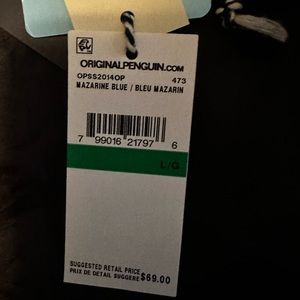 ORIGINALPENGUIN.COM
OPSS2014OP 473
MAZARINE BLUE / BLEU MAZARIN
7 99016 21797 6
L/G
SUGGESTED RETAIL PRICE
PRIX DE DETAIL SUGGERE $69.00